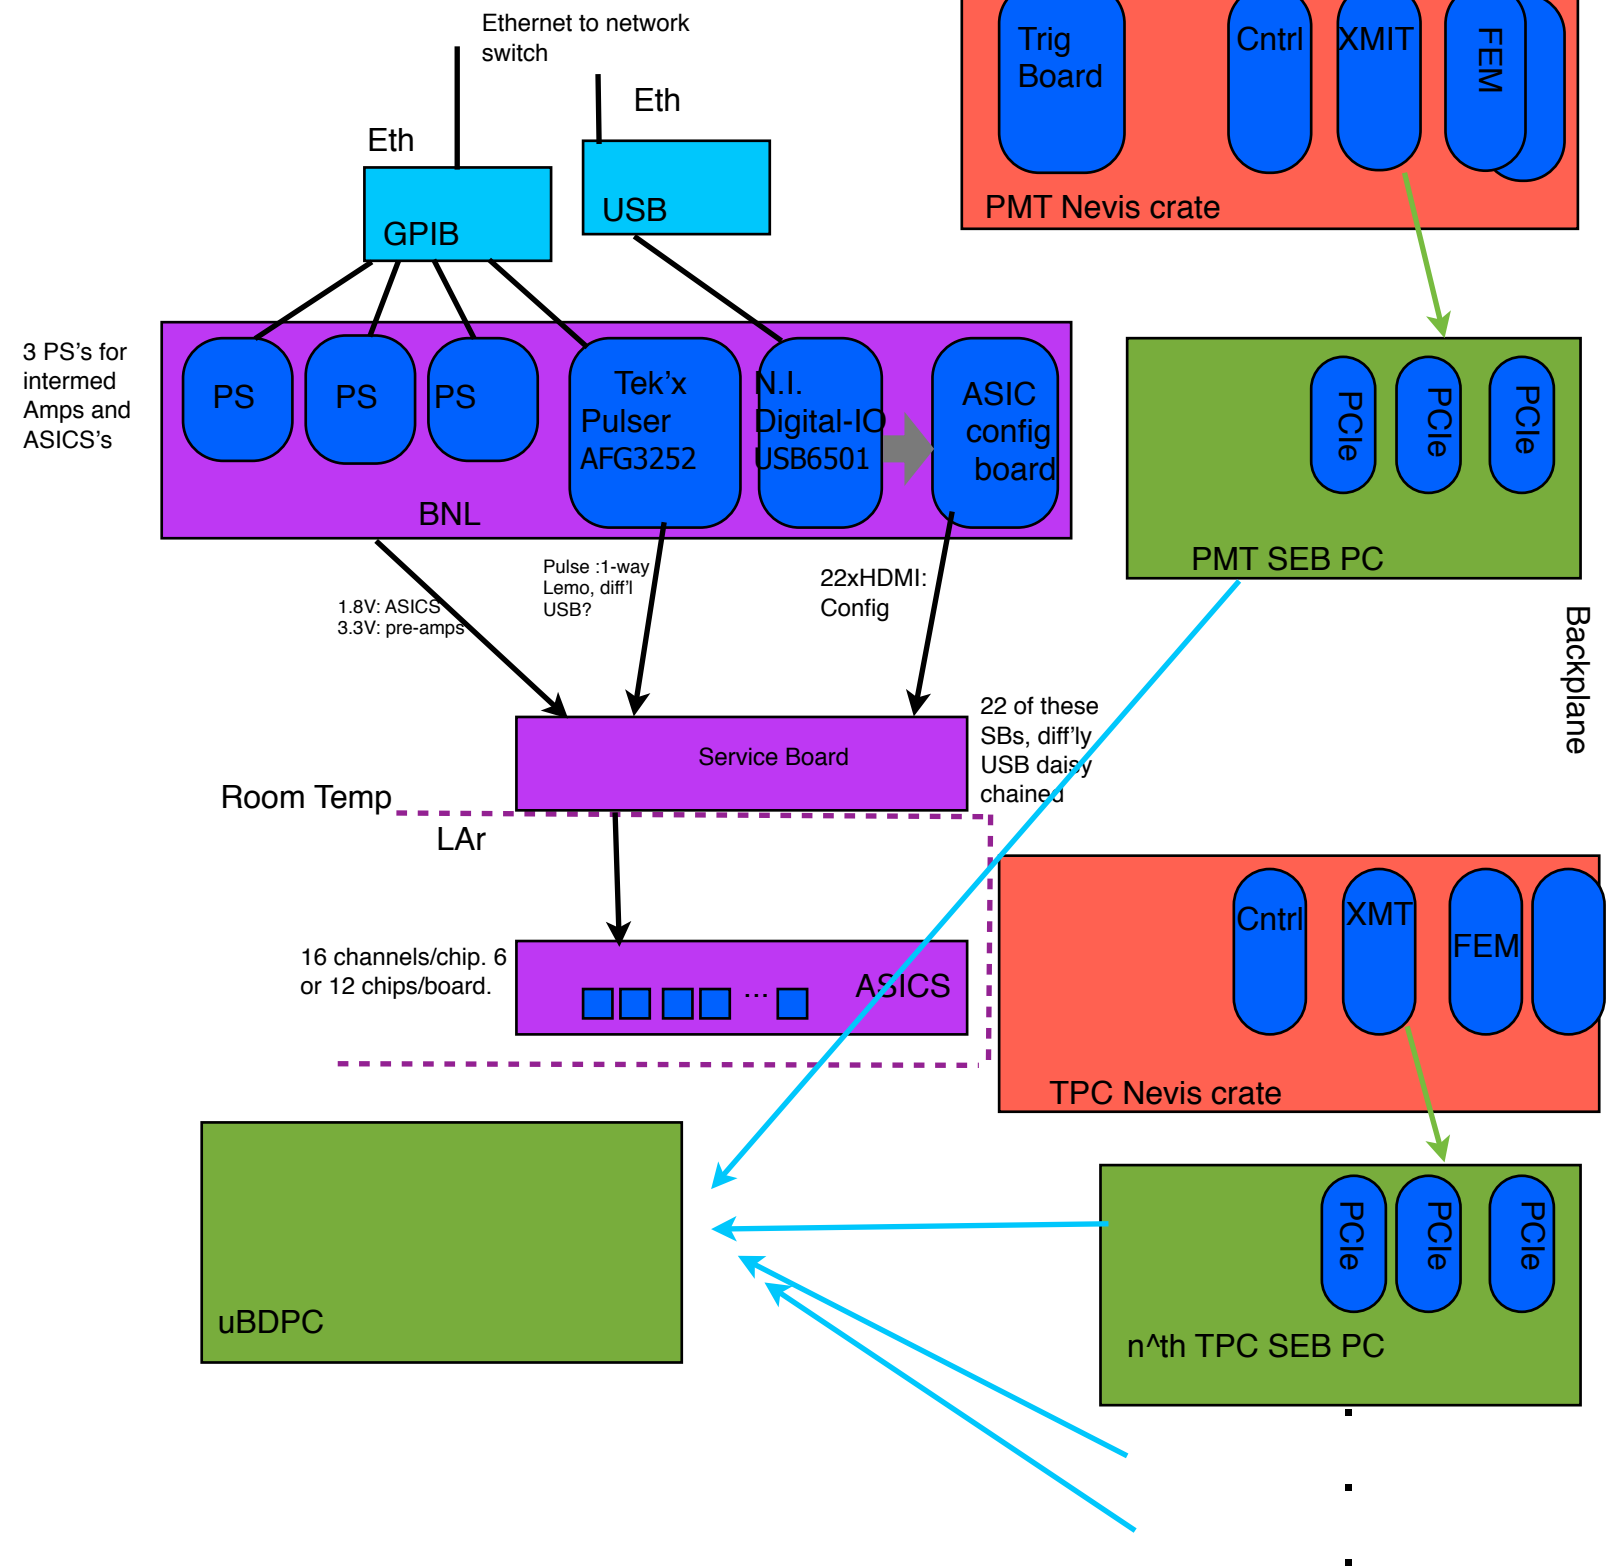 Ethernet to network
switch
Eth
Eth
GPIB
USB
Trig
Board
Cntrl
XMIT
FEM
PMT Nevis crate
3 PS's for
intermed
Amps and
ASICS's
PS
PS
PS
Tek'x
Pulser
AFG3252
N.I.
Digital-IO
USB6501
ASIC
config
board
BNL
PCIe
PCIe
PCIe
PMT SEB PC
1.8V: ASICS
3.3V: pre-amps
Pulse :1-way
Lemo, diff'l
USB?
22xHDMI:
Config
Backplane
Service Board
22 of these
SBs, diff'ly
USB daisy
chained
Room Temp
LAr
16 channels/chip. 6
or 12 chips/board.
...
ASICS
Cntrl
XMT
FEM
TPC Nevis crate
uBDPC
PCIe
PCIe
PCIe
n^th TPC SEB PC
.
.
.